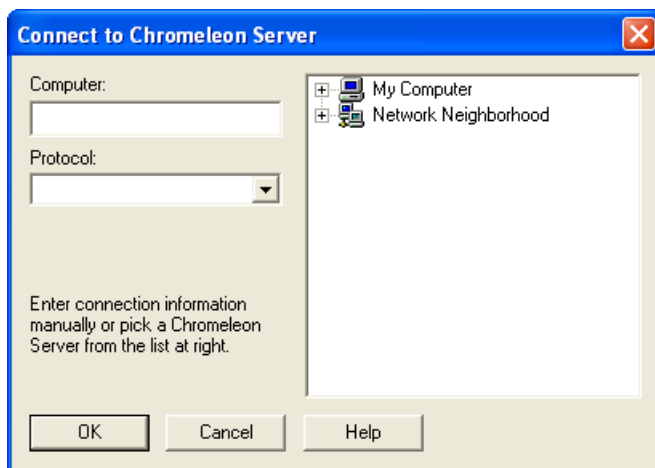 Connect to Chromeleon Server
Computer:
My Computer
Network Neighborhood
Protocol:
Enter connection information
manually or pick a Chromeleon
Server from the list at right.
OK
Cancel
Help